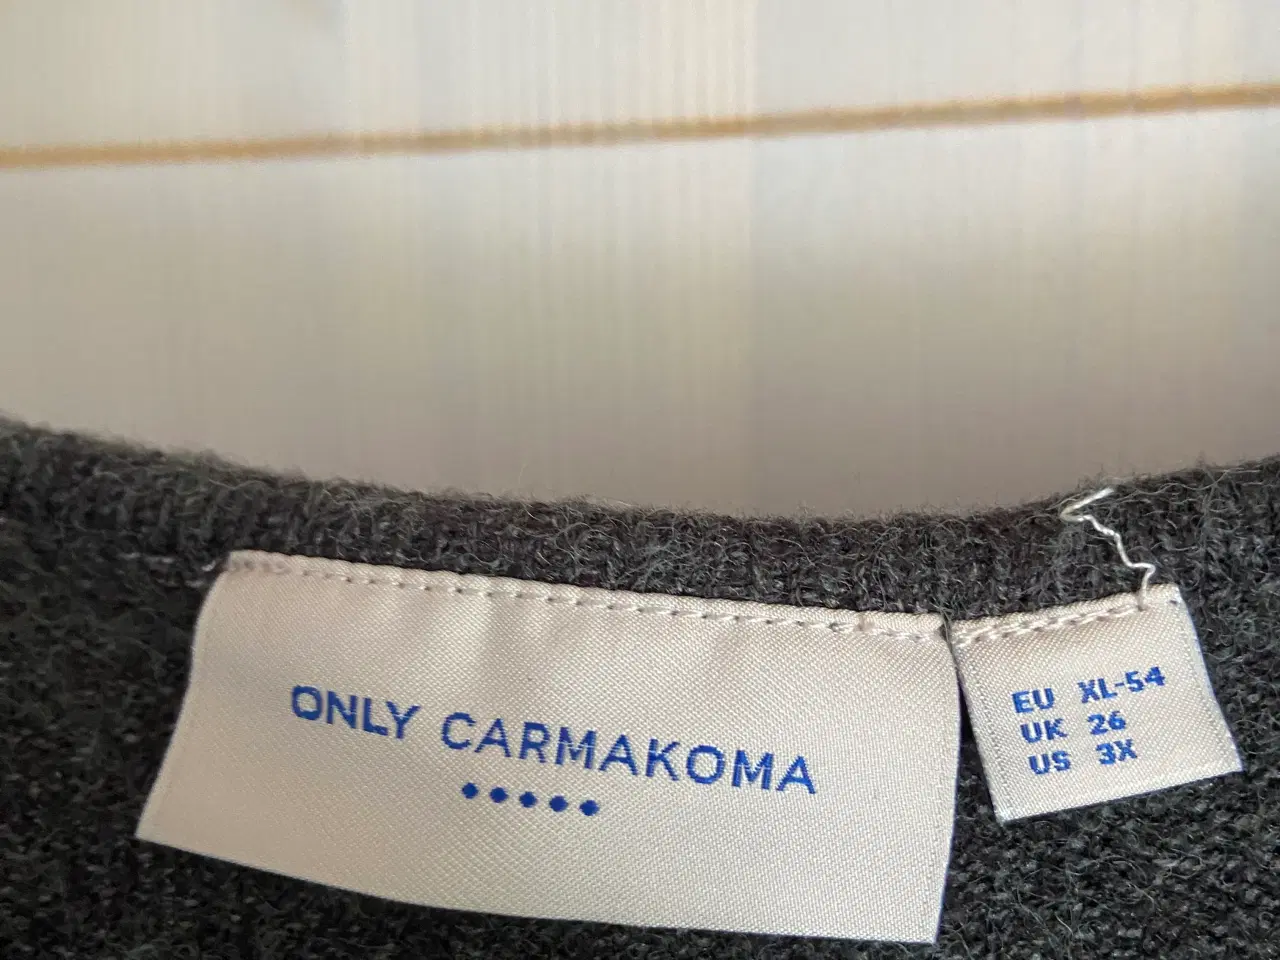 ONLY CARMAKOMA
EU XL-54
UK 26
US 3X